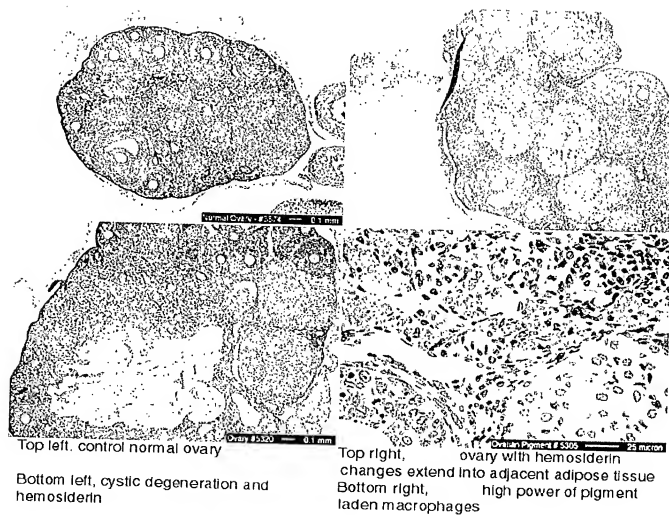 Normal Ovary - #5574 0.1 mm
Ovary #5320 0.1 mm
Ovarian Pigment # 5305 25 micron
Top left. control normal ovary
Bottom left, cystic degeneration and
hemosiderin
Top right, ovary with hemosiderin
changes extend into adjacent adipose tissue
Bottom right, high power of pigment
laden macrophages